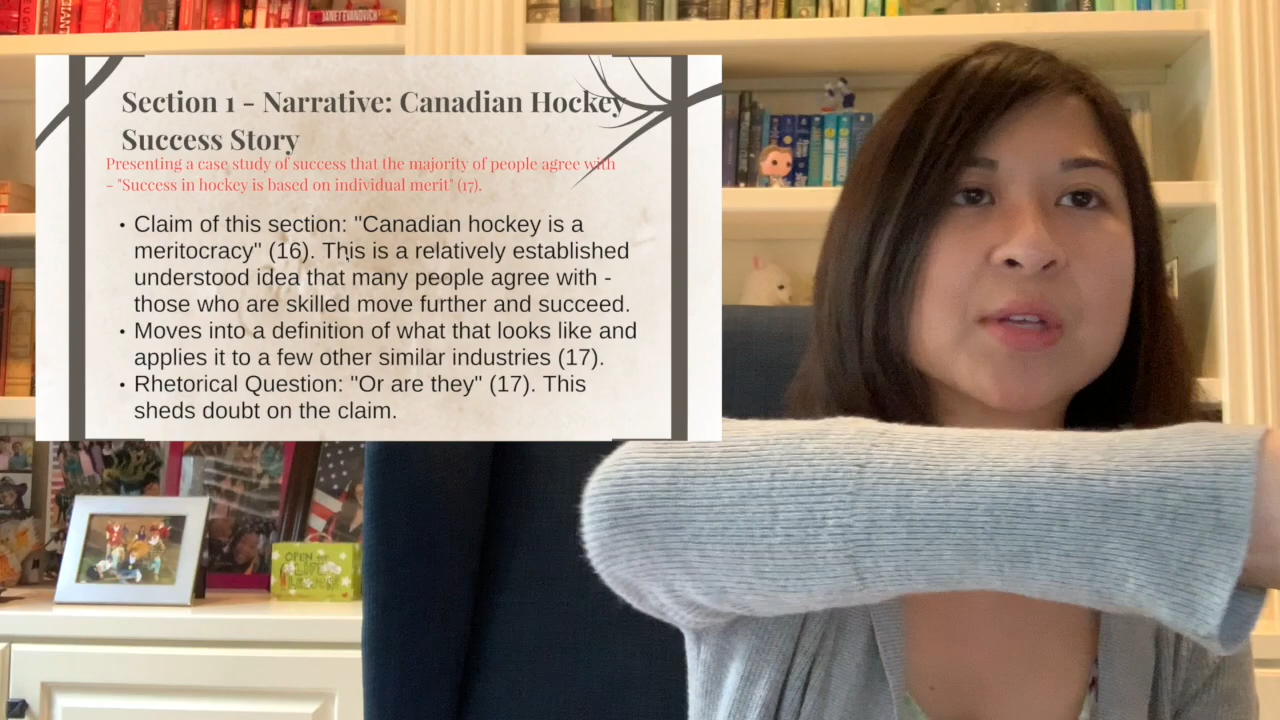 JANET EVANOVICH
Section 1 - Narrative: Canadian Hockey
Success Story
Presenting a case study of success that the majority of people agree with
- "Success in hockey is based on individual merit" (17).
• Claim of this section: "Canadian hockey is a
meritocracy" (16). This is a relatively established
understood idea that many people agree with -
those who are skilled move further and succeed.
• Moves into a definition of what that looks like and
applies it to a few other similar industries (17).
• Rhetorical Question: "Or are they" (17). This
sheds doubt on the claim.
OPEN